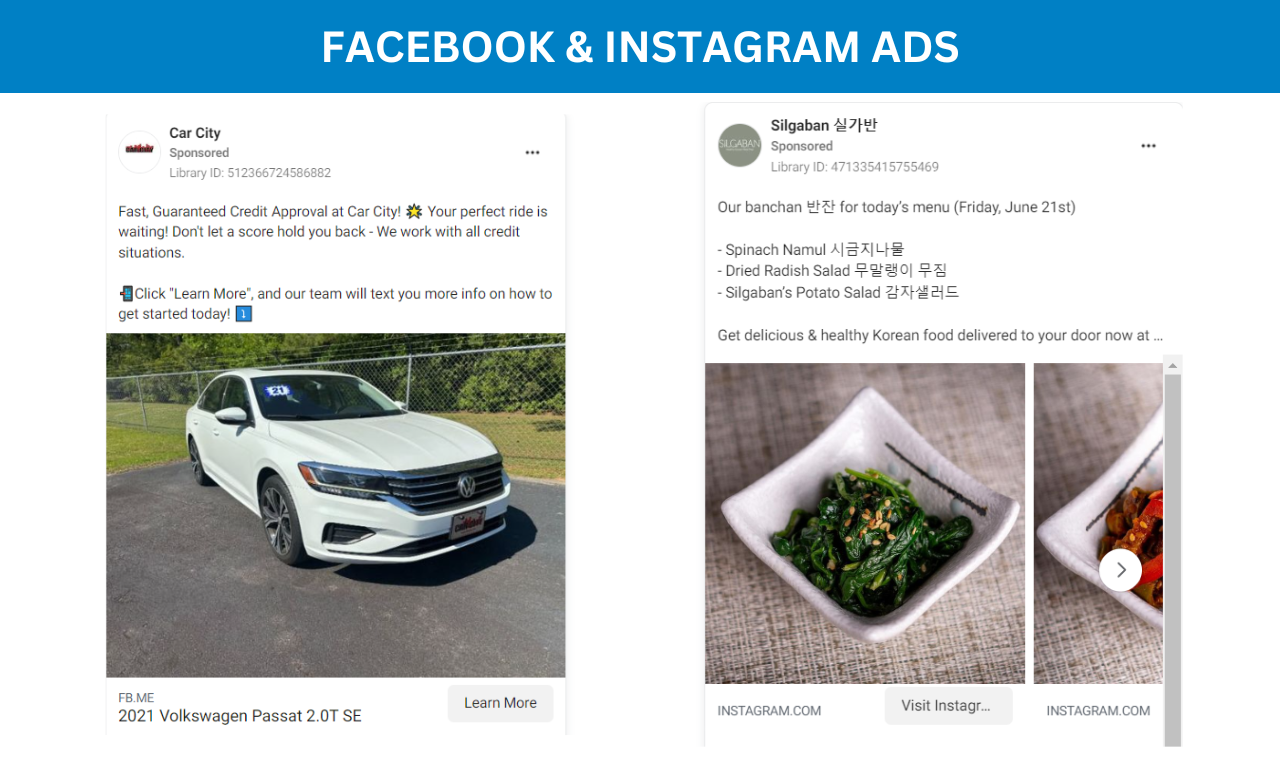 FACEBOOK & INSTAGRAM ADS
Car City
Sponsored
Library ID: 512366724586882
Fast, Guaranteed Credit Approval at Car City! 🌟 Your perfect ride is
waiting! Don't let a score hold you back - We work with all credit
situations.
📲Click "Learn More", and our team will text you more info on how to
get started today! ⤵️
21
FB.ME
2021 Volkswagen Passat 2.0T SE
Learn More
SILGABAN
Silgaban 실가반
Sponsored
Library ID: 471335415755469
Our banchan 반잔 for today’s menu (Friday, June 21st)
- Spinach Namul 시금지나물
- Dried Radish Salad 무말랭이 무짐
- Silgaban’s Potato Salad 감자샐러드
Get delicious & healthy Korean food delivered to your door now at ...
INSTAGRAM.COM
Visit Instagr...
INSTAGRAM.COM